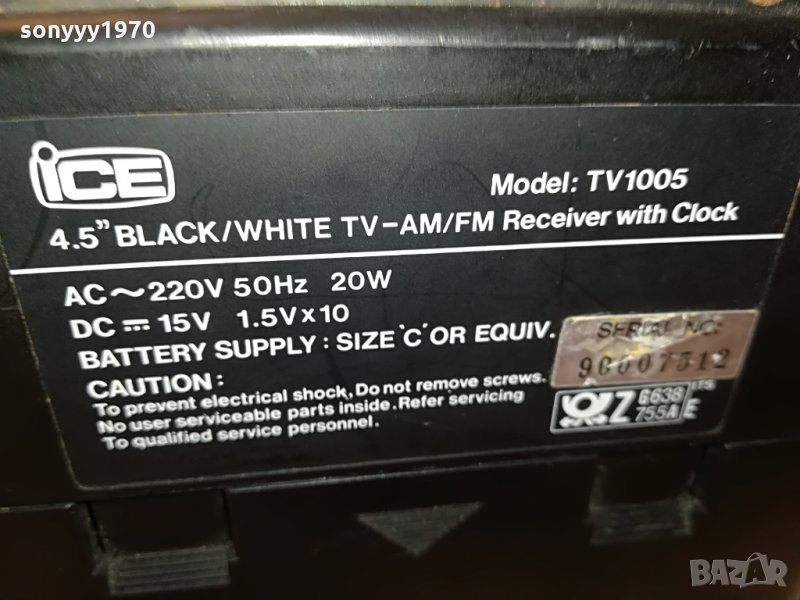 sonyyy1970
iCE
Model: TV1005
4.5" BLACK/WHITE TV-AM/FM Receiver with Clock
AC～220V 50Hz 20W
DC ⎓ 15V 1.5V x 10
BATTERY SUPPLY : SIZE 'C' OR EQUIV.
SERIAL NO:
90007512
CAUTION :
To prevent electrical shock, Do not remove screws.
No user serviceable parts inside. Refer servicing
To qualified service personnel.
Z G638
755A E
BAZAR